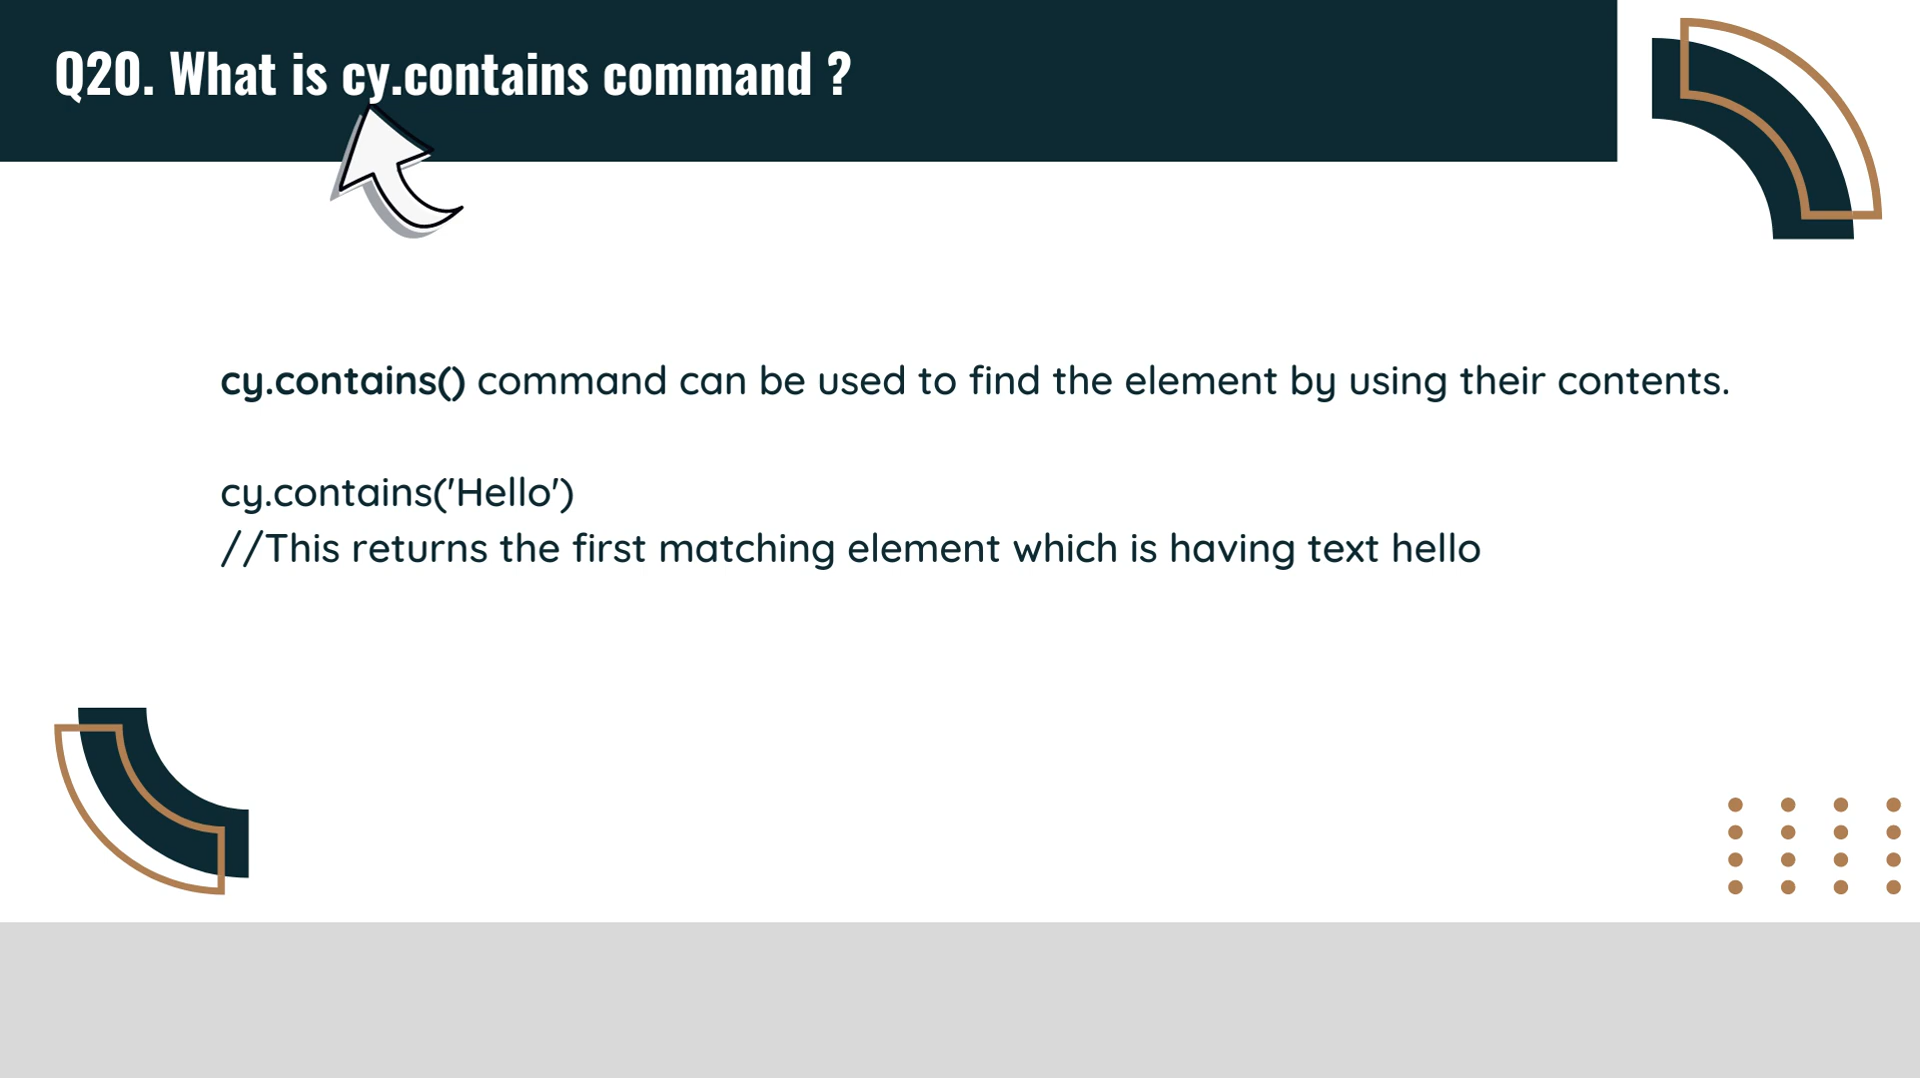 Q20. What is cy.contains command ?
cy.contains() command can be used to find the element by using their contents.
cy.contains('Hello')
//This returns the first matching element which is having text hello